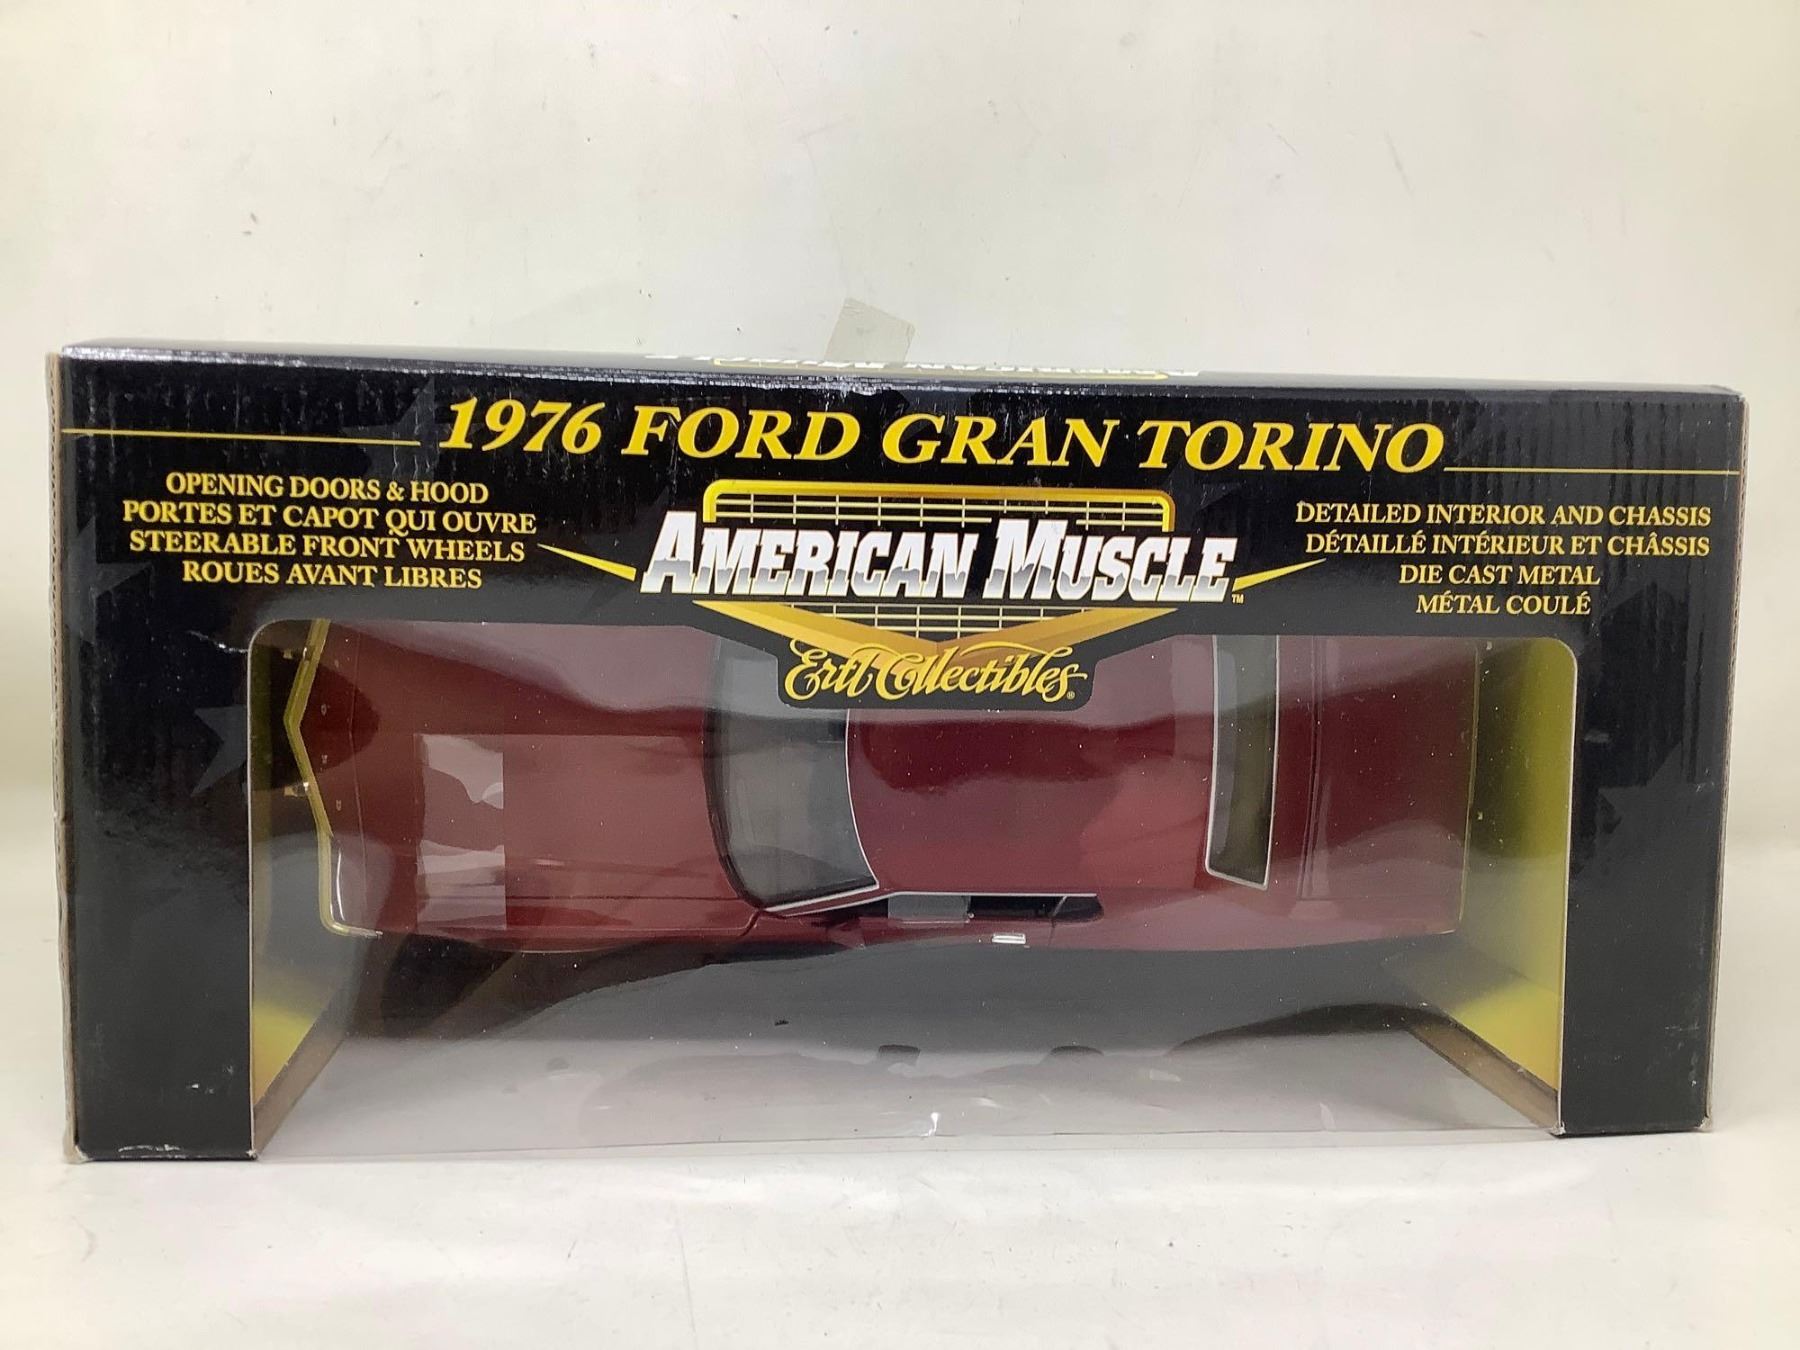 1976 FORD GRAN TORINO
OPENING DOORS & HOOD
PORTES ET CAPOT QUI OUVRE
STEERABLE FRONT WHEELS
ROUES AVANT LIBRES
AMERICAN MUSCLE™
Ertl Collectibles®
DETAILED INTERIOR AND CHASSIS
DÉTAILLÉ INTÉRIEUR ET CHÂSSIS
DIE CAST METAL
MÉTAL COULÉ